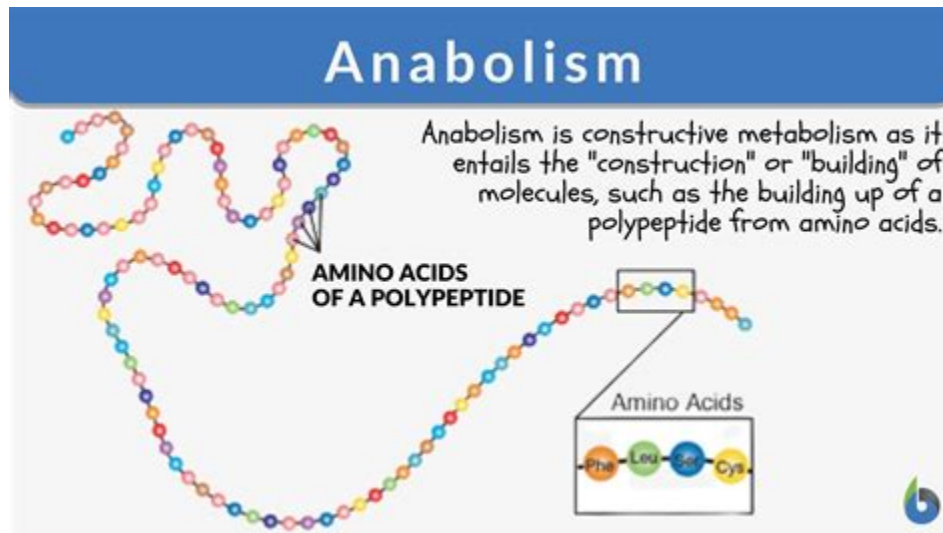 Anabolism
Anabolism is constructive metabolism as it
entails the "construction" or "building" of
molecules, such as the building up of a
polypeptide from amino acids.
AMINO ACIDS
OF A POLYPEPTIDE
Amino Acids
Phe Leu Ser Cys